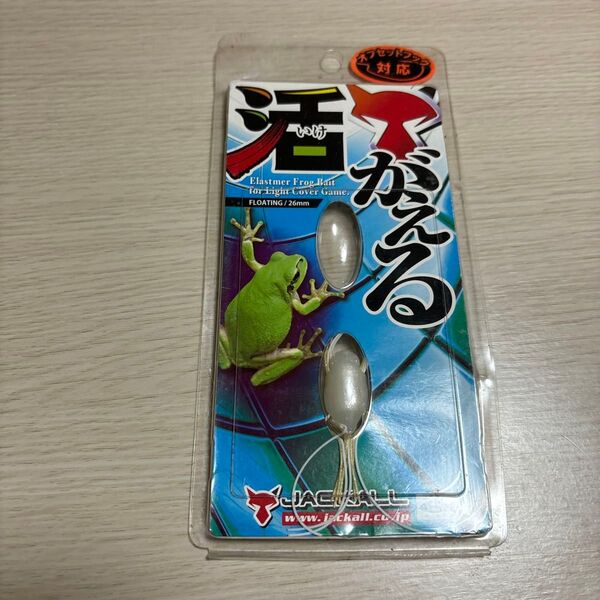 オフセットフック
対応
活
いけ
がえる
Elastmer Frog Bait
for Light Cover Game.
FLOATING / 26mm
JACKALL
www.jackall.co.jp